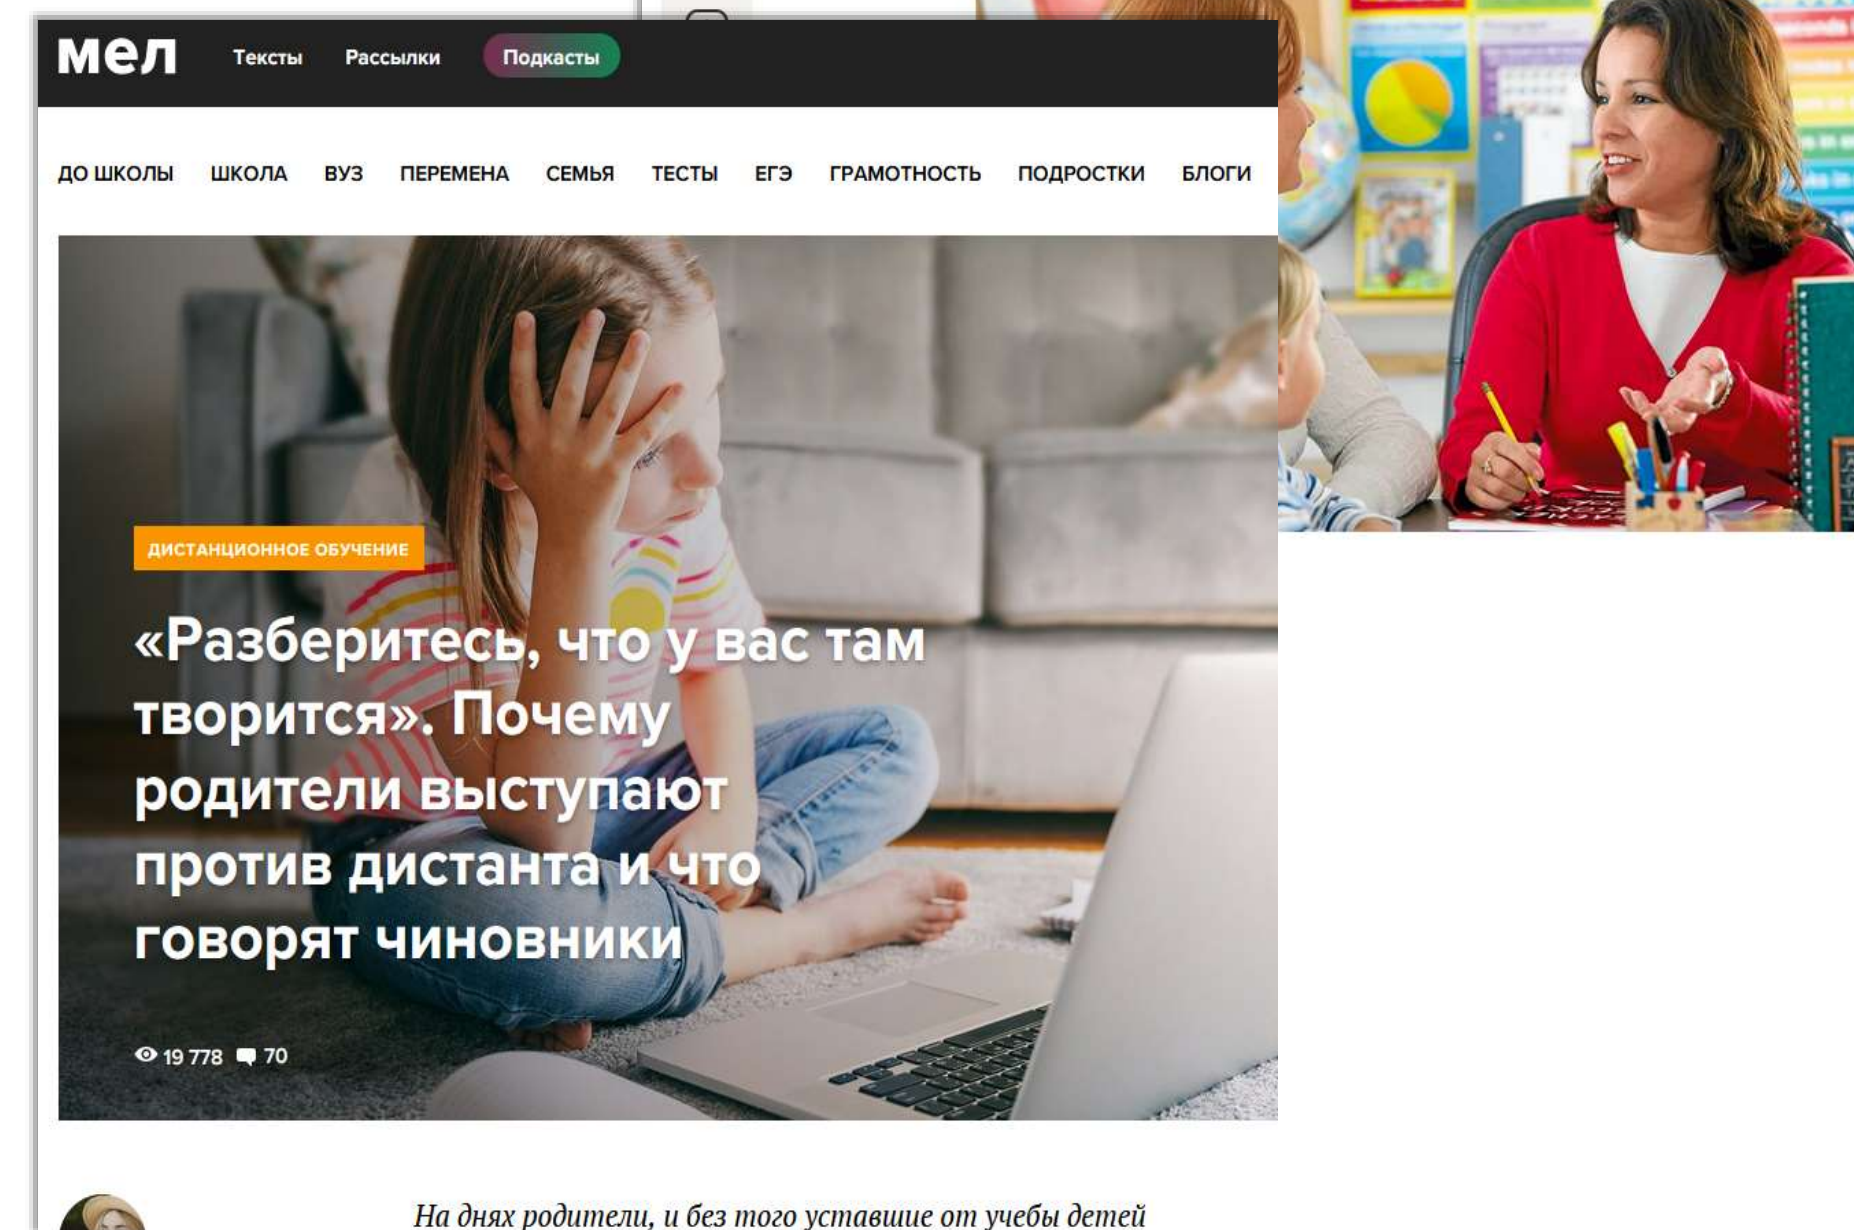 мел
Тексты Рассылки Подкасты
ДО ШКОЛЫ ШКОЛА ВУЗ ПЕРЕМЕНА СЕМЬЯ ТЕСТЫ ЕГЭ ГРАМОТНОСТЬ ПОДРОСТКИ БЛОГИ
ДИСТАНЦИОННОЕ ОБУЧЕНИЕ
«Разберитесь, что у вас там
творится». Почему
родители выступают
против дистанта и что
говорят чиновники
19 778 70
На днях родители, и без того уставшие от учебы детей